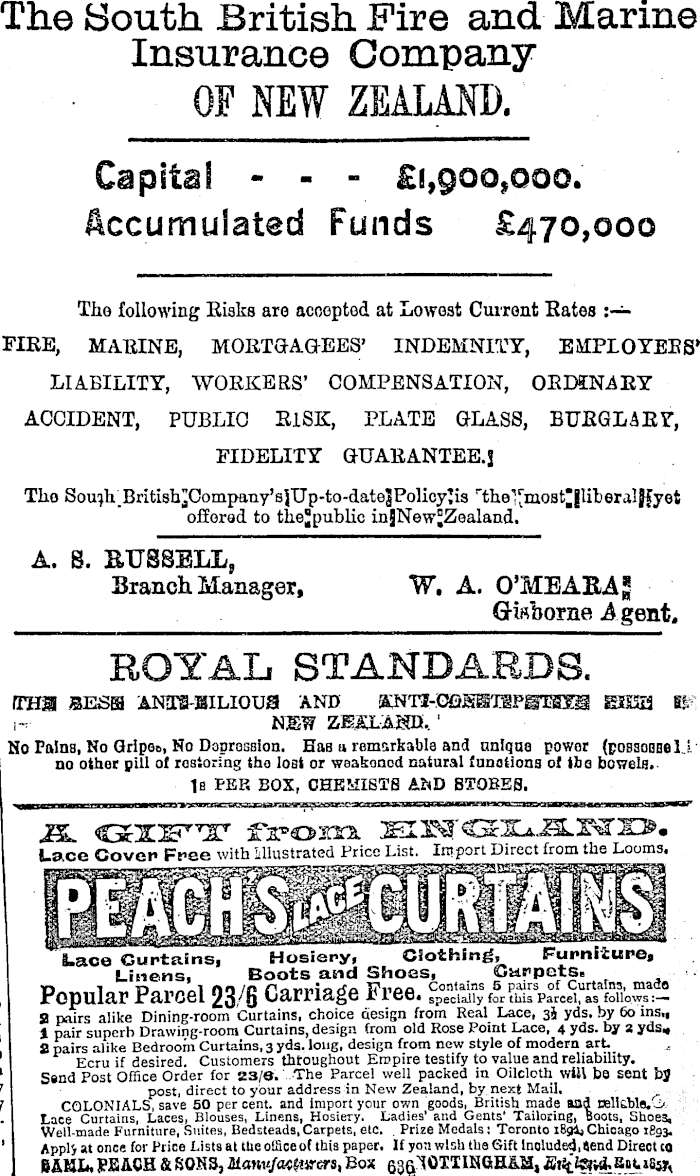 The South British Fire and Marine
Insurance Company
OF NEW ZEALAND.
Capital - - - £1,900,000.
Accumulated Funds £470,000
The following Risks are accepted at Lowest Current Rates :—
FIRE, MARINE, MORTGAGEES' INDEMNITY, EMPLOYERS'
LIABILITY, WORKERS' COMPENSATION, ORDINARY
ACCIDENT, PUBLIC RISK, PLATE GLASS, BURGLARY,
FIDELITY GUARANTEE.
The South British Company's Up-to-date Policy is the most liberal yet
offered to the public in New Zealand.
A. S. RUSSELL,
Branch Manager,
W. A. O'MEARA,
Gisborne Agent.
ROYAL STANDARDS.
THE BEST ANTI-BILIOUS AND ANTI-CONSTIPATIVE PILL IN
NEW ZEALAND.
No Pains, No Gripes, No Depression. Has a remarkable and unique power (possessed
no other pill of restoring the lost or weakened natural functions of the bowels.
1s PER BOX, CHEMISTS AND STORES.
A GIFT from ENGLAND.
Lace Cover Free with Illustrated Price List. Import Direct from the Looms.
PEACH'S LACE CURTAINS
Lace Curtains, Hosiery, Clothing, Furniture,
Linens, Boots and Shoes, Carpets.
Popular Parcel 23/6 Carriage Free. Contains 5 pairs of Curtains, made
specially for this Parcel, as follows:—
2 pairs alike Dining-room Curtains, choice design from Real Lace, 3½ yds. by 60 ins.,
1 pair superb Drawing-room Curtains, design from old Rose Point Lace, 4 yds. by 2 yds.,
2 pairs alike Bedroom Curtains, 3 yds. long, design from new style of modern art.
Ecru if desired. Customers throughout Empire testify to value and reliability.
Send Post Office Order for 23/6. The Parcel well packed in Oilcloth will be sent by
post, direct to your address in New Zealand, by next Mail.
COLONIALS, save 50 per cent. and import your own goods, British made and reliable.
Lace Curtains, Laces, Blouses, Linens, Hosiery. Ladies' and Gents' Tailoring, Boots, Shoes,
Well-made Furniture, Suites, Bedsteads, Carpets, etc. Prize Medals: Toronto 1892, Chicago 1893.
Apply at once for Price Lists at the office of this paper. If you wish the Gift included, send Direct to
SAML. PEACH & SONS, Manufacturers, Box 636 NOTTINGHAM, England. Est. 1857